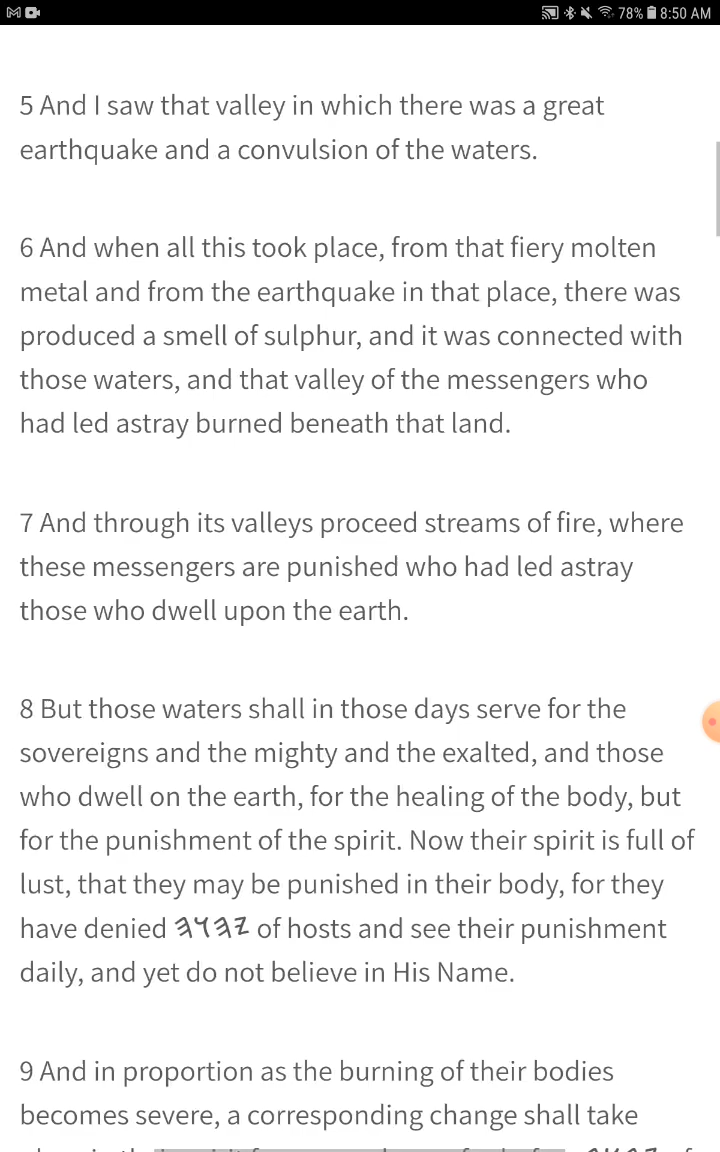 78% 8:50 AM
5 And I saw that valley in which there was a great
earthquake and a convulsion of the waters.
6 And when all this took place, from that fiery molten
metal and from the earthquake in that place, there was
produced a smell of sulphur, and it was connected with
those waters, and that valley of the messengers who
had led astray burned beneath that land.
7 And through its valleys proceed streams of fire, where
these messengers are punished who had led astray
those who dwell upon the earth.
8 But those waters shall in those days serve for the
sovereigns and the mighty and the exalted, and those
who dwell on the earth, for the healing of the body, but
for the punishment of the spirit. Now their spirit is full of
lust, that they may be punished in their body, for they
have denied 𐤉𐤄𐤅𐤄 of hosts and see their punishment
daily, and yet do not believe in His Name.
9 And in proportion as the burning of their bodies
becomes severe, a corresponding change shall take